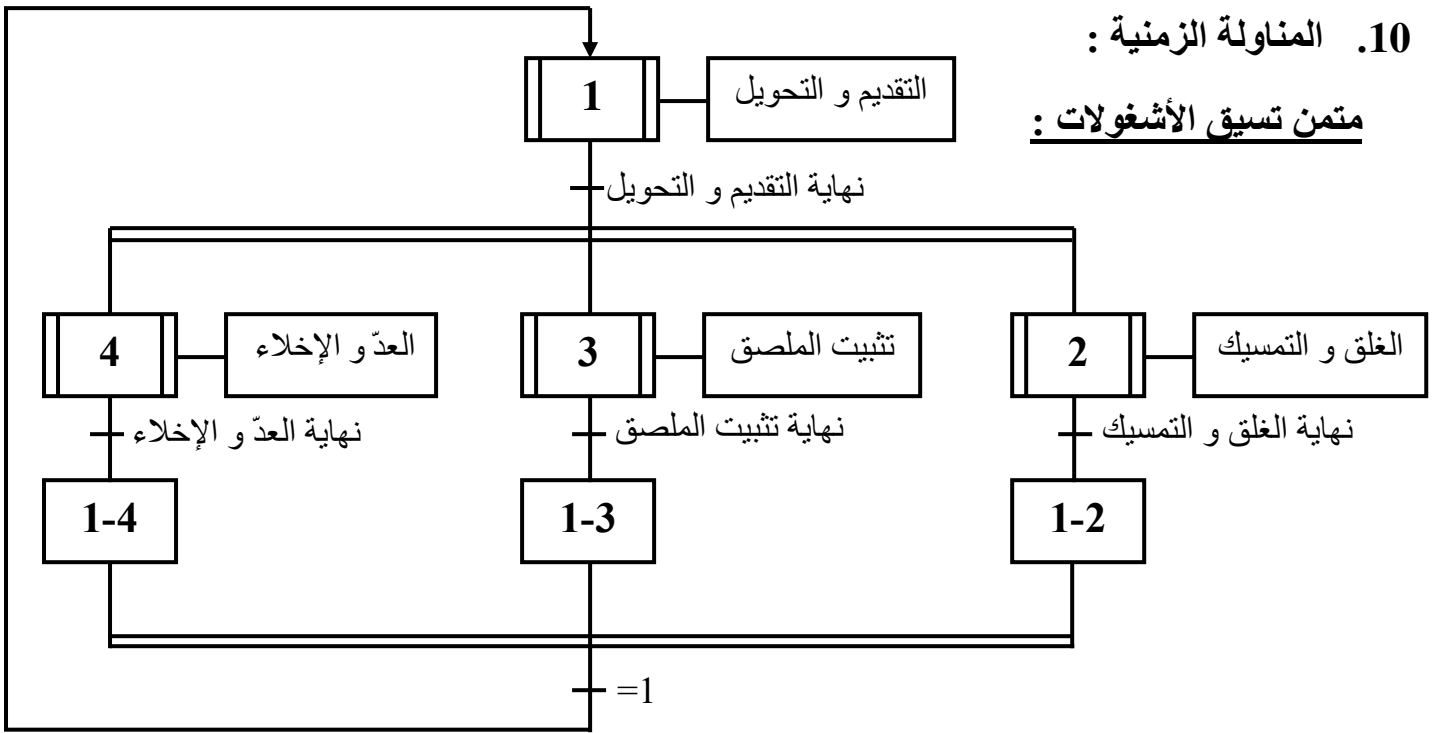 10. المناولة الزمنية :
متمن تسيق الأشغولات :
1
التقديم و التحويل
نهاية التقديم و التحويل
2
الغلق و التمسيك
3
تثبيت الملصق
4
العدّ و الإخلاء
نهاية الغلق و التمسيك
نهاية تثبيت الملصق
نهاية العدّ و الإخلاء
1-2
1-3
1-4
=1